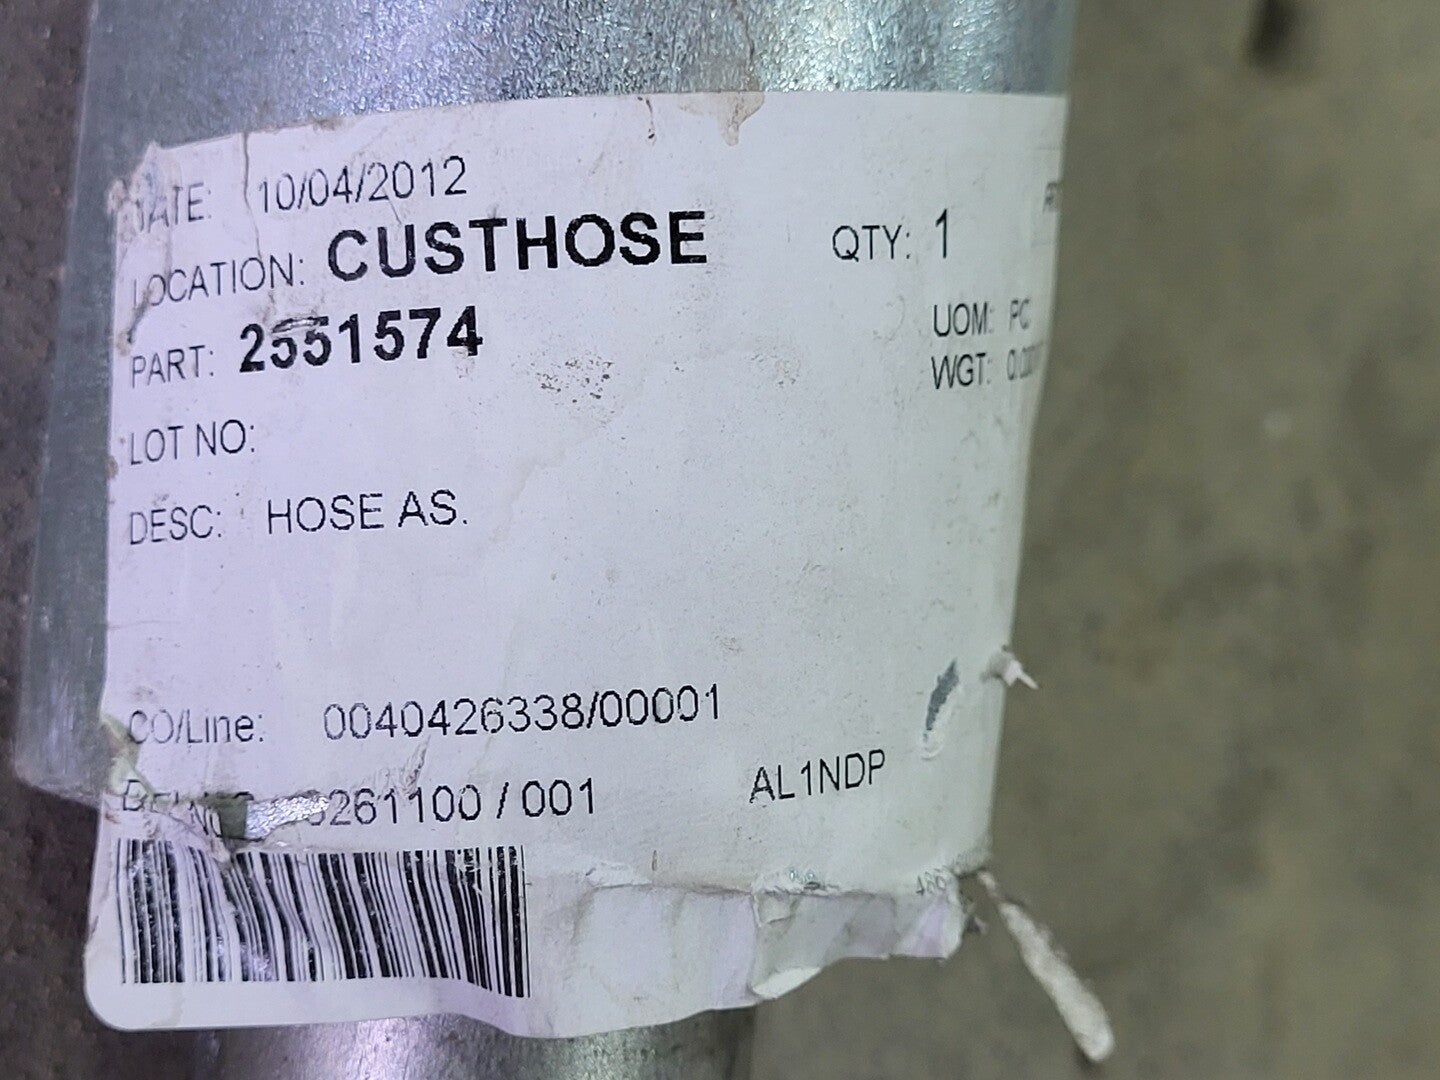 DATE: 10/04/2012
LOCATION: CUSTHOSE QTY: 1
PART: 2551574 UOM: PC
WGT:
LOT NO:
DESC: HOSE AS.
CO/Line: 0040426338/00001
261100 / 001 AL1NDP